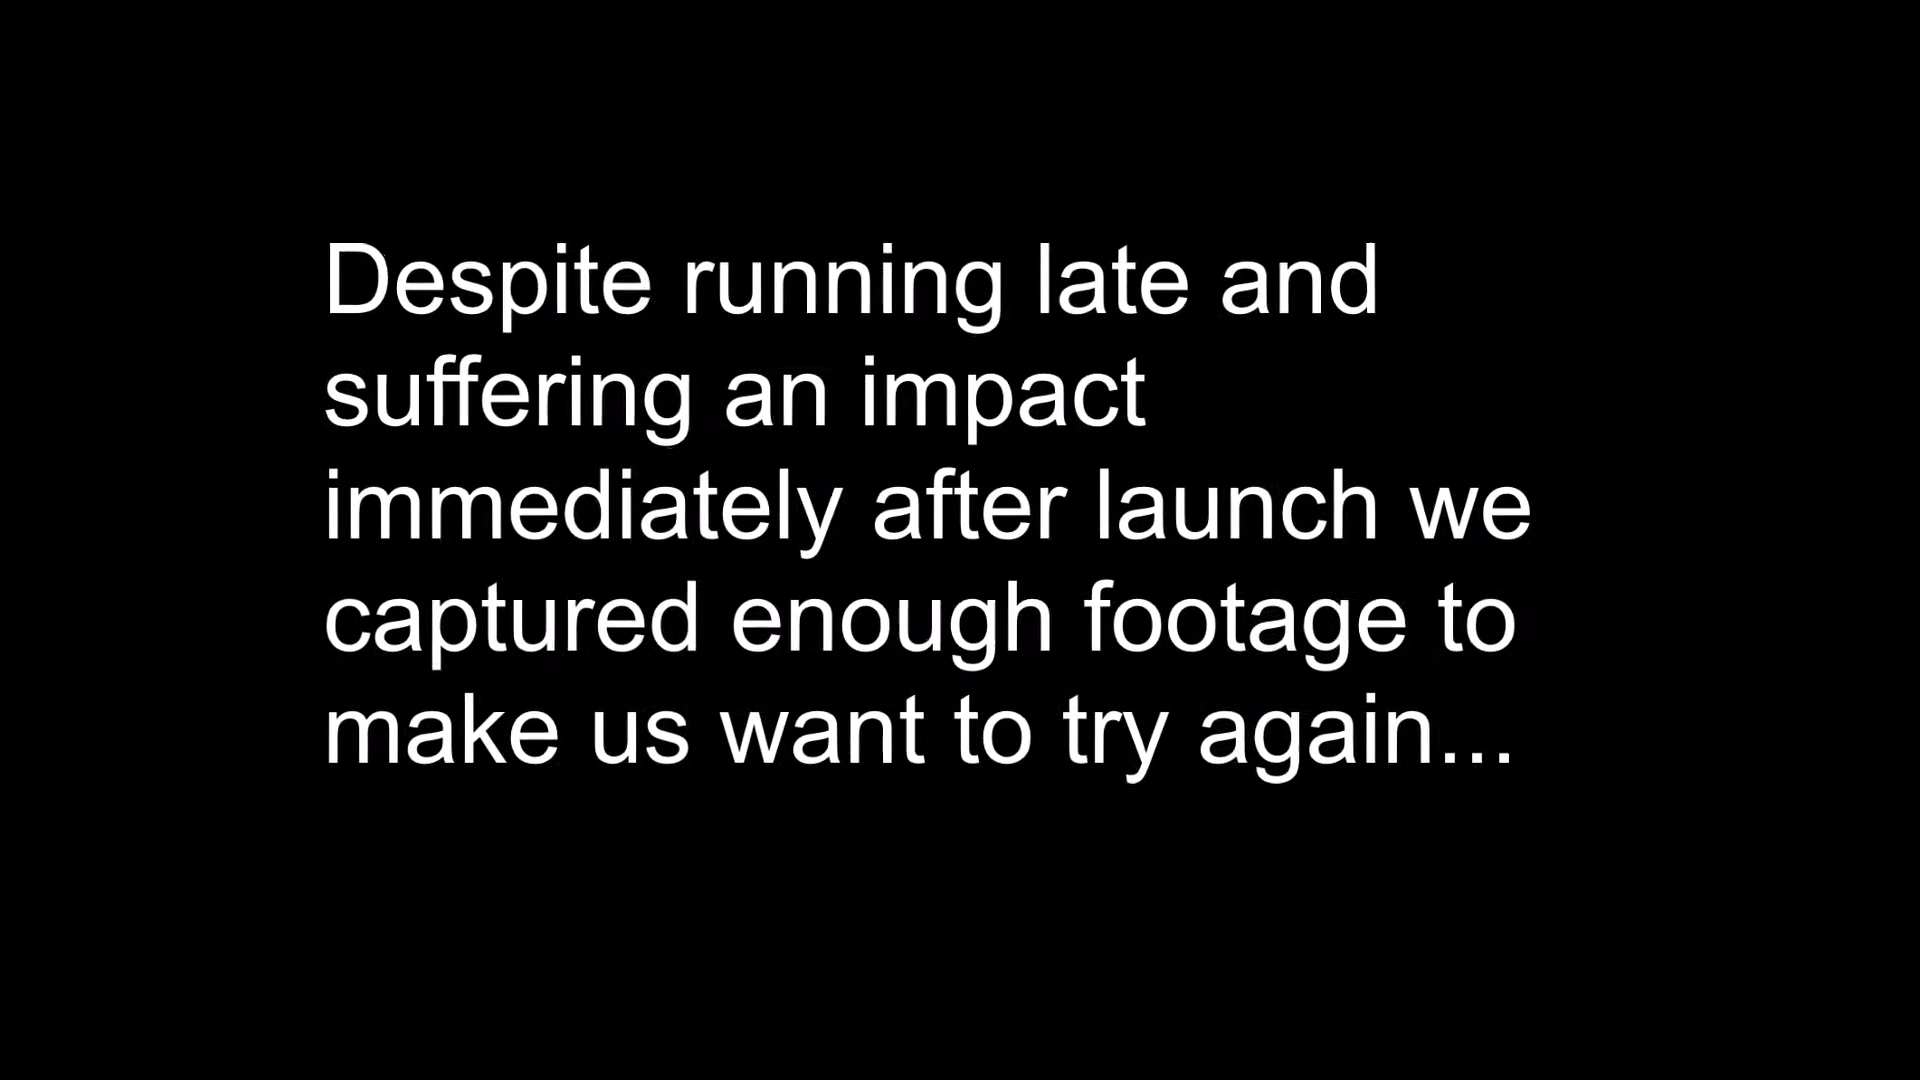 Despite running late and
suffering an impact
immediately after launch we
captured enough footage to
make us want to try again...